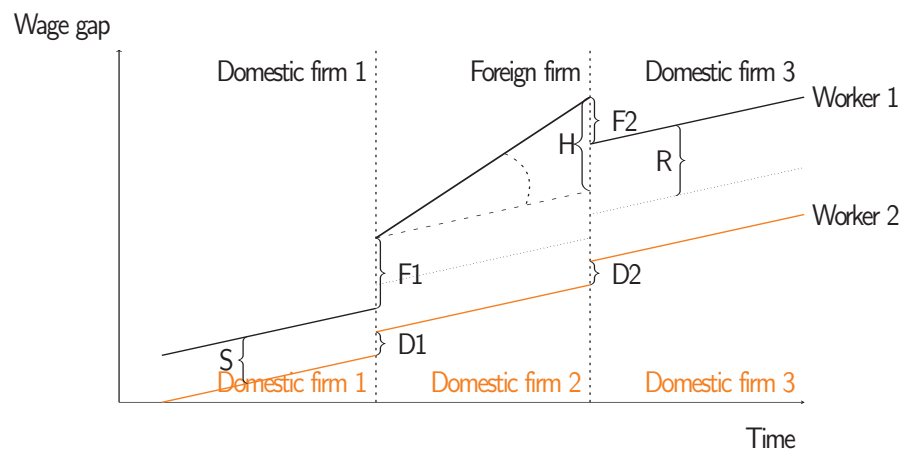 Wage gap
Domestic firm 1
Foreign firm
Domestic firm 3
Worker 1
F2
H
R
Worker 2
F1
D2
D1
S
Domestic firm 1
Domestic firm 2
Domestic firm 3
Time